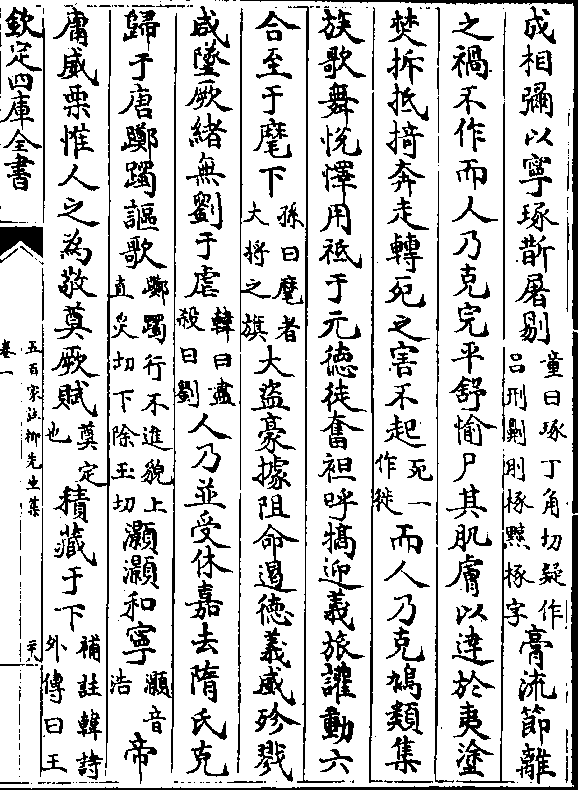 成相彌以寧琢斮屠剔童曰琢丁角切疑作呂刑劓刖椓黥椓字膏流節離
之禍不作而人乃克完平舒愉尸其肌膚以達於夷塗
焚拆抵掎奔走轉死之害不起死一作徙而人乃克鳩類集
族歌舞悅懌用祗于元德徒奮袒呼犒迎義旅讙動六
合至于麾下孫曰麾者大將之旗大盜豪據阻命遏德義威殄戮
咸墜厥緒無劉于虐韓曰盡殺曰劉人乃並受休嘉去隋氏克
歸于唐躑躅謳歌躑躅行不進貌上直炙切下除玉切灝灝和寧灝音浩帝
庸威栗惟人之為敬奠厥賦奠定也積藏于下補註韓詩外傳曰王
欽定四庫全書
五百家注柳先生集
卷一